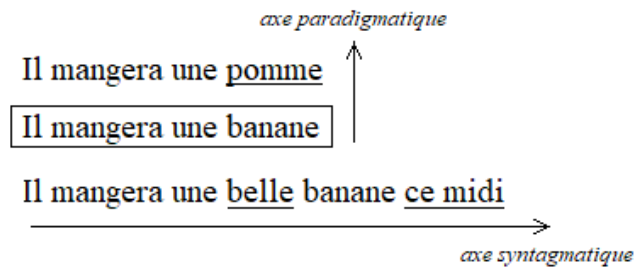 axe paradigmatique
Il mangera une pomme
Il mangera une banane
Il mangera une belle banane ce midi
axe syntagmatique